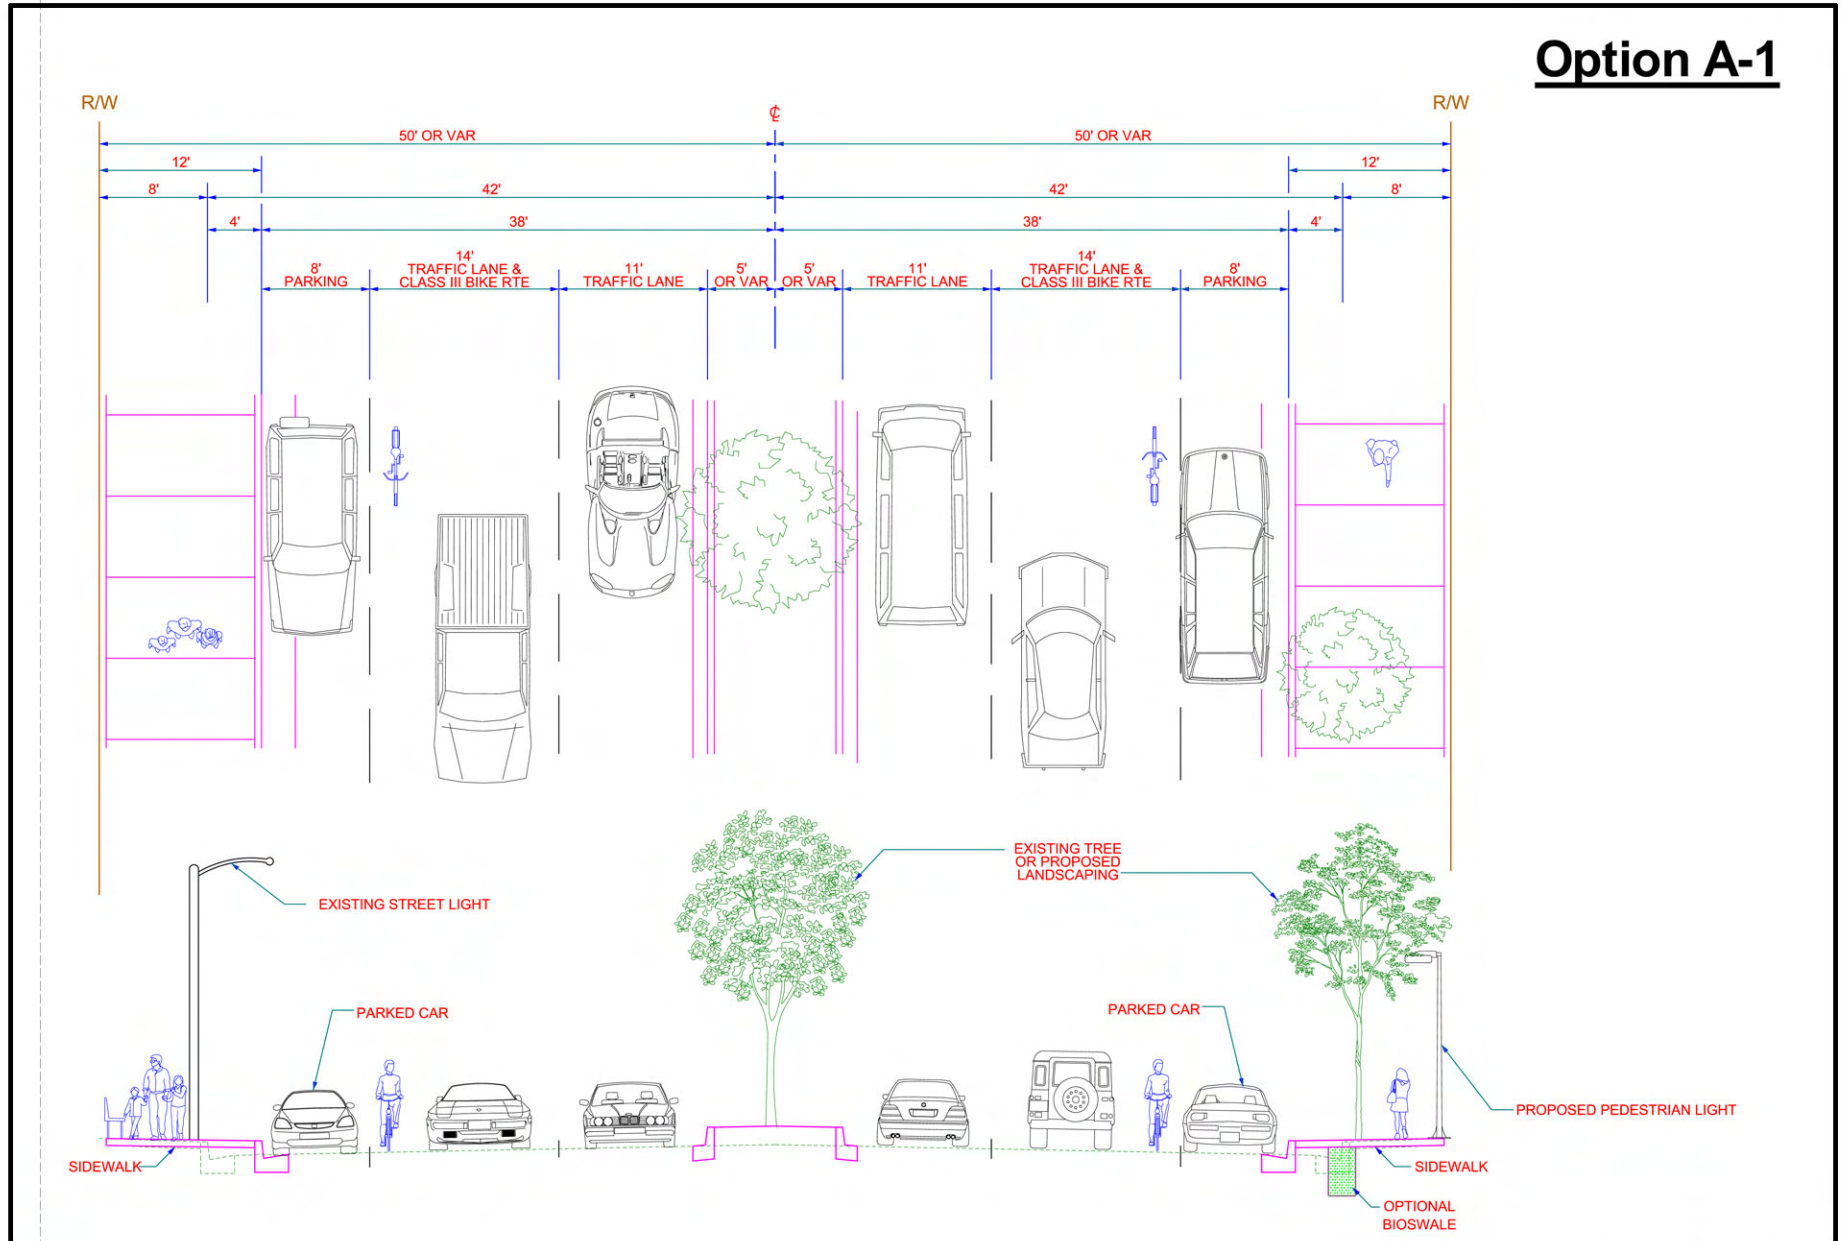 Option A-1
R/W
R/W
℄
50' OR VAR
50' OR VAR
12'
12'
8'
42'
42'
8'
4'
38'
38'
4'
8'
PARKING
14'
TRAFFIC LANE &
CLASS III BIKE RTE
11'
TRAFFIC LANE
5'
OR VAR
5'
OR VAR
11'
TRAFFIC LANE
14'
TRAFFIC LANE &
CLASS III BIKE RTE
8'
PARKING
EXISTING TREE
OR PROPOSED
LANDSCAPING
EXISTING STREET LIGHT
PARKED CAR
PARKED CAR
PROPOSED PEDESTRIAN LIGHT
SIDEWALK
SIDEWALK
OPTIONAL
BIOSWALE